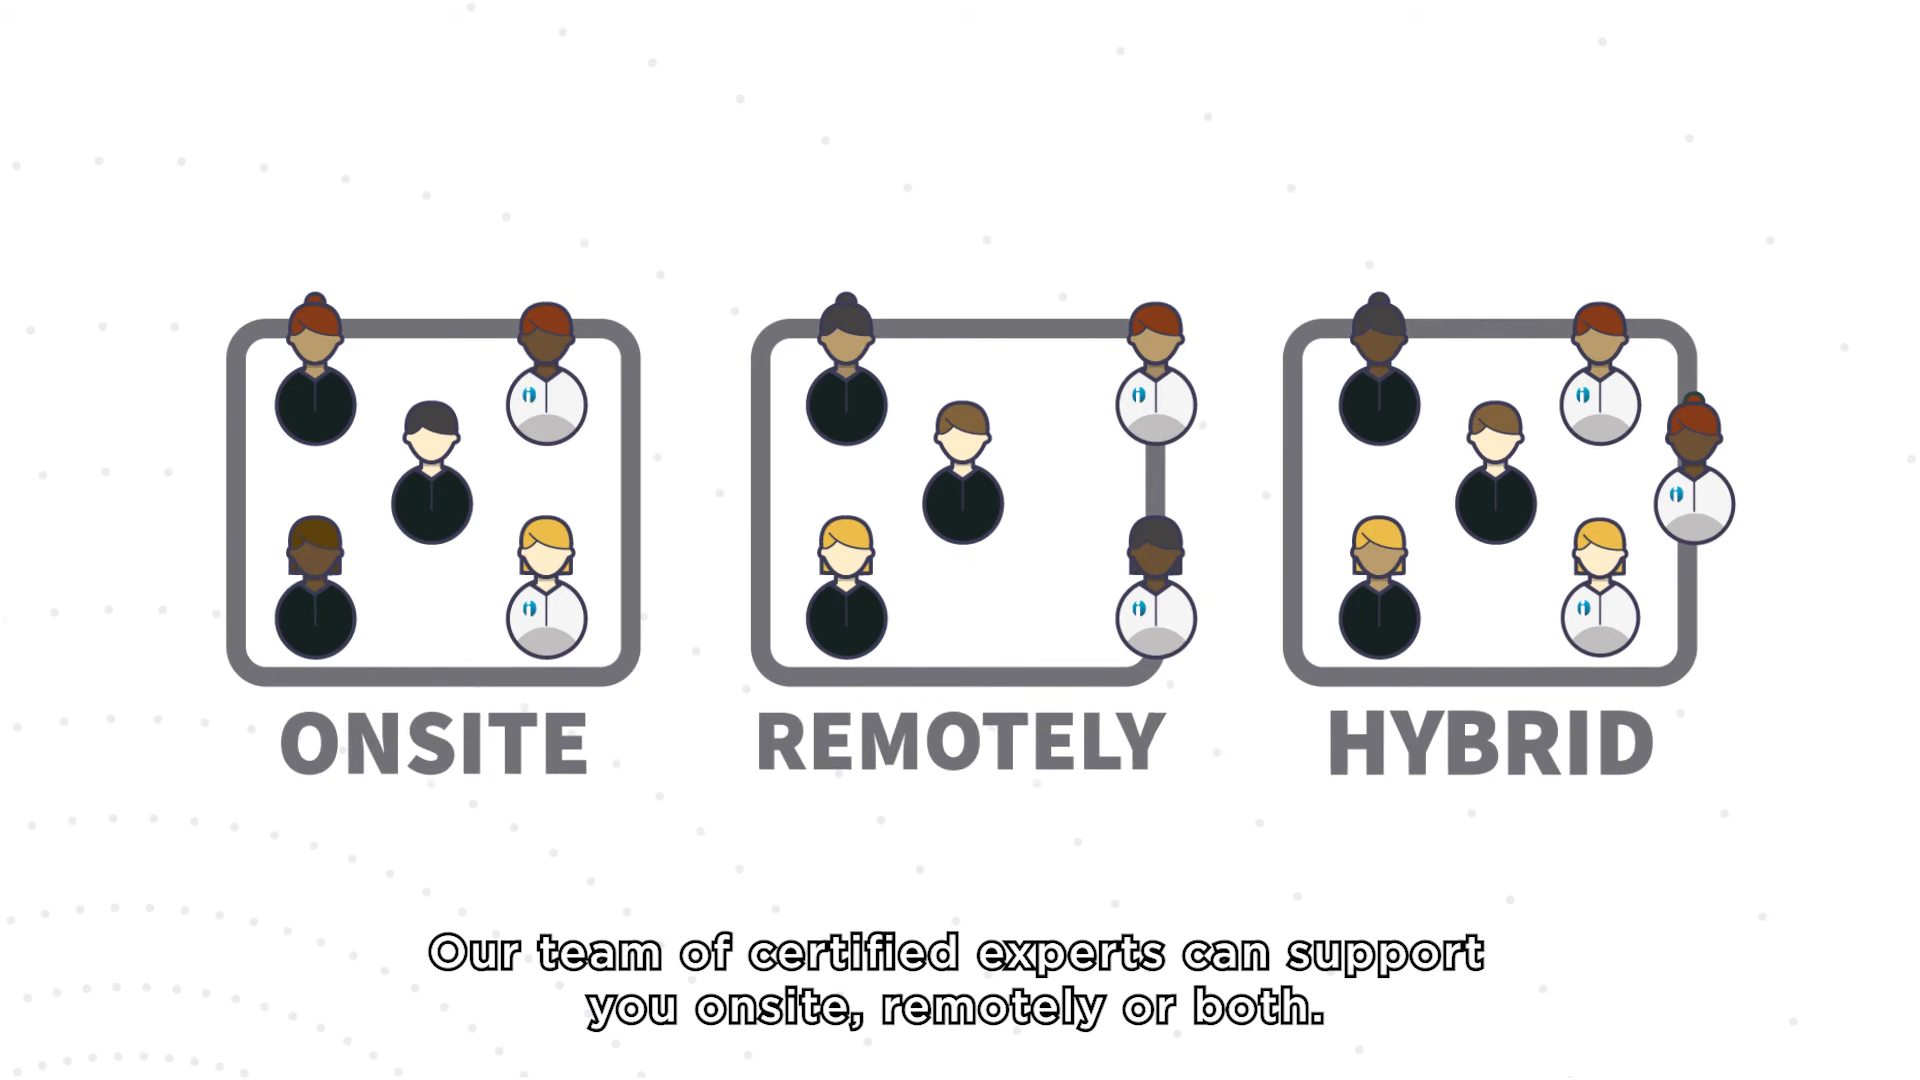 ONSITE
REMOTELY
HYBRID
Our team of certified experts can support
you onsite, remotely or both.